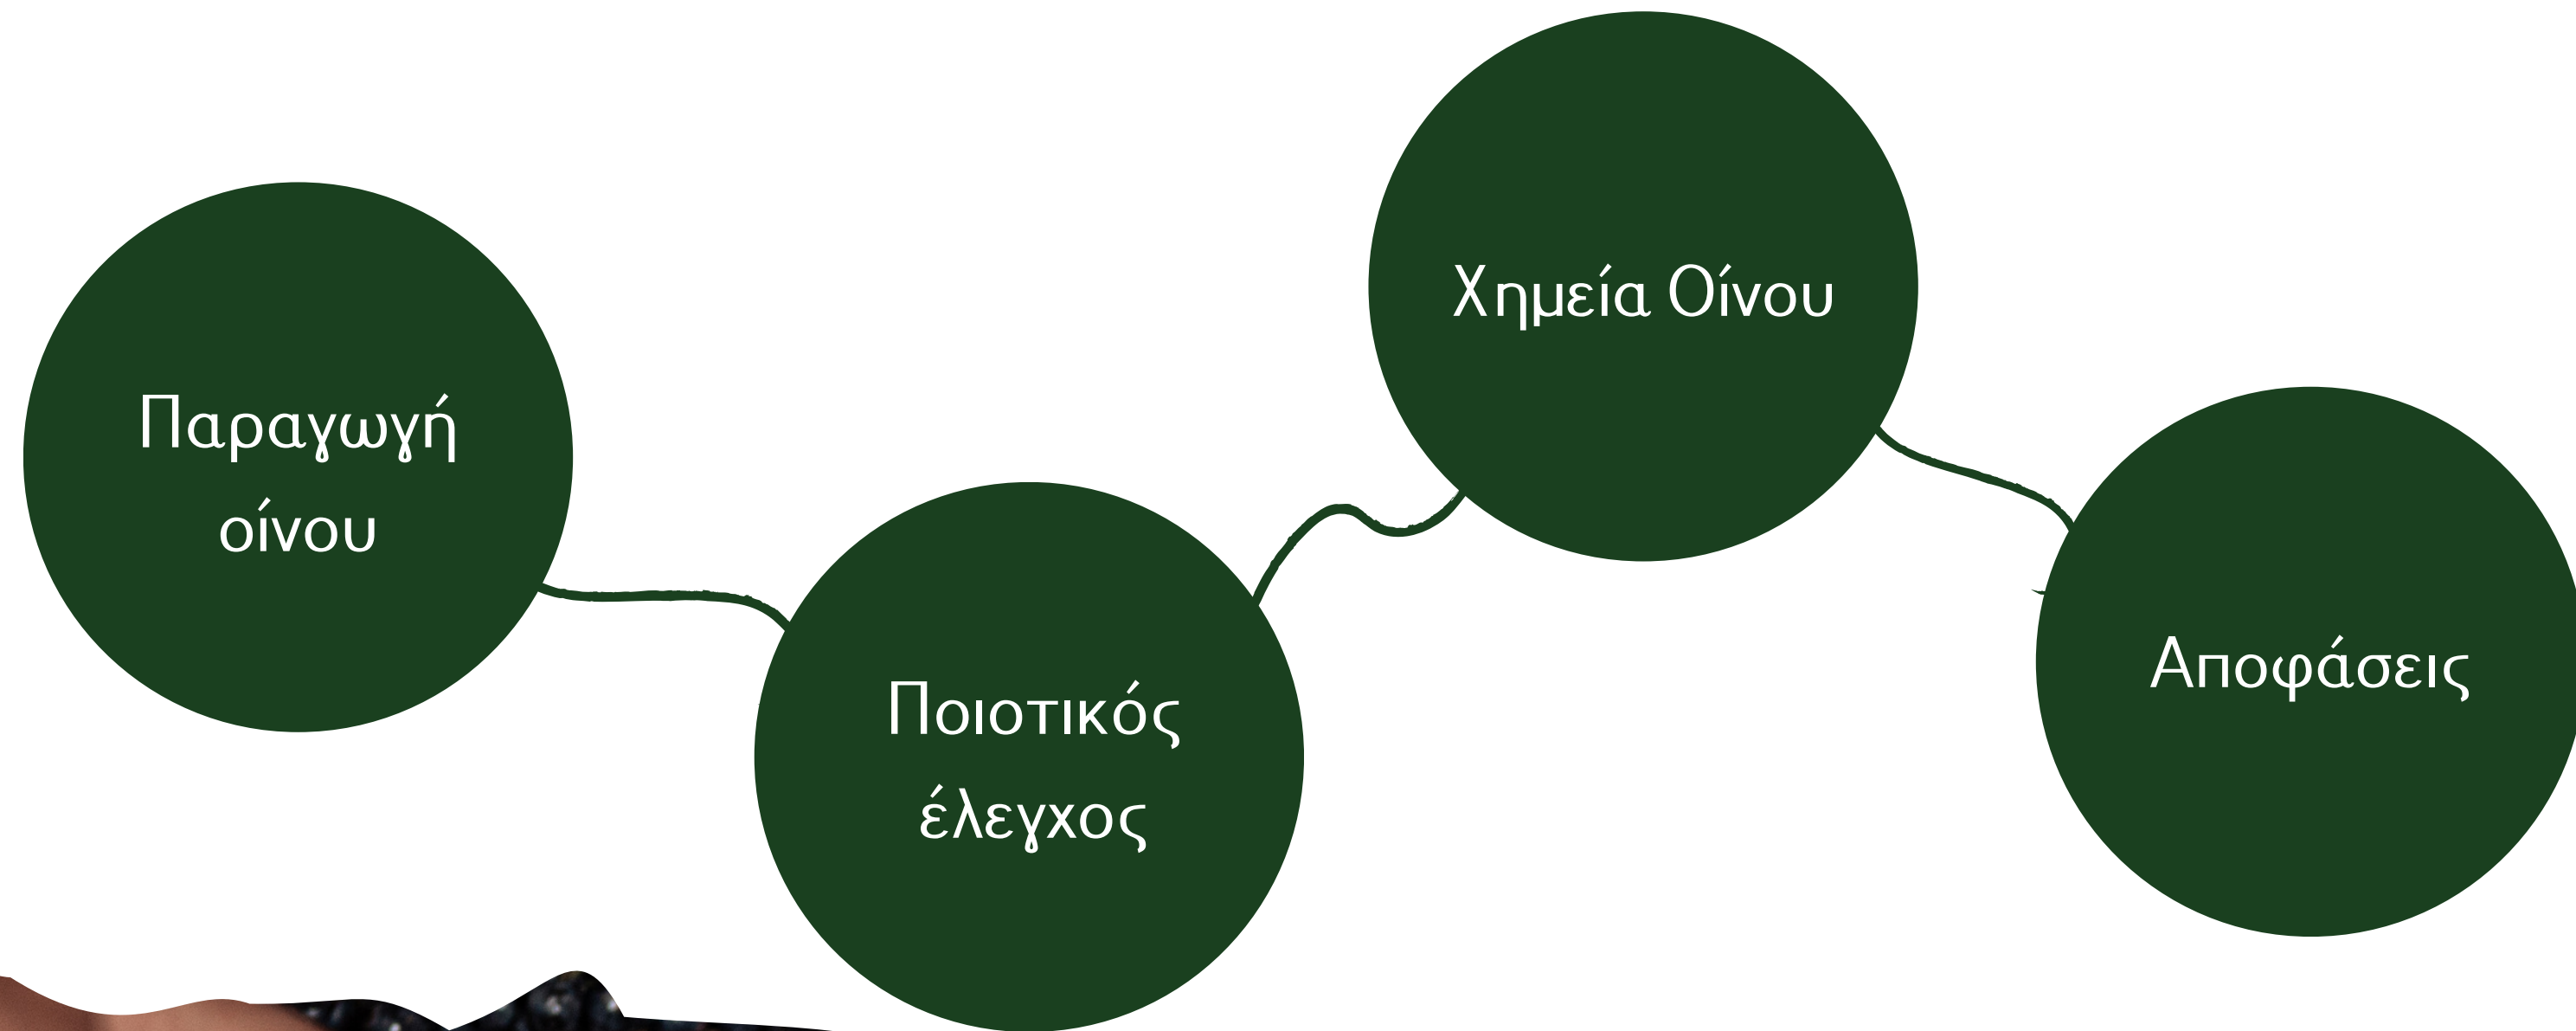 Παραγωγή
οίνου
Ποιοτικός
έλεγχος
Χημεία Οίνου
Αποφάσεις